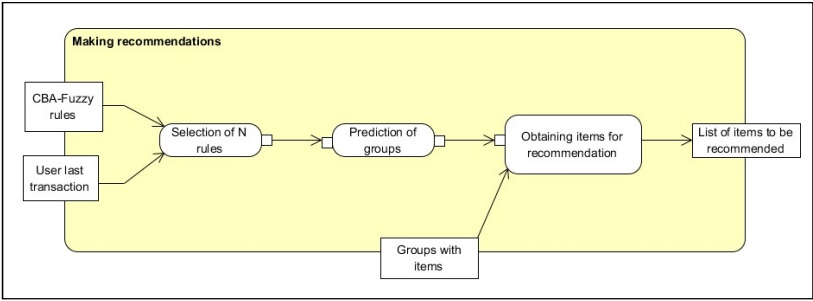 Making recommendations
CBA-Fuzzy
rules
User last
transaction
Selection of N
rules
Prediction of
groups
Obtaining items for
recommendation
List of items to be
recommended
Groups with
items